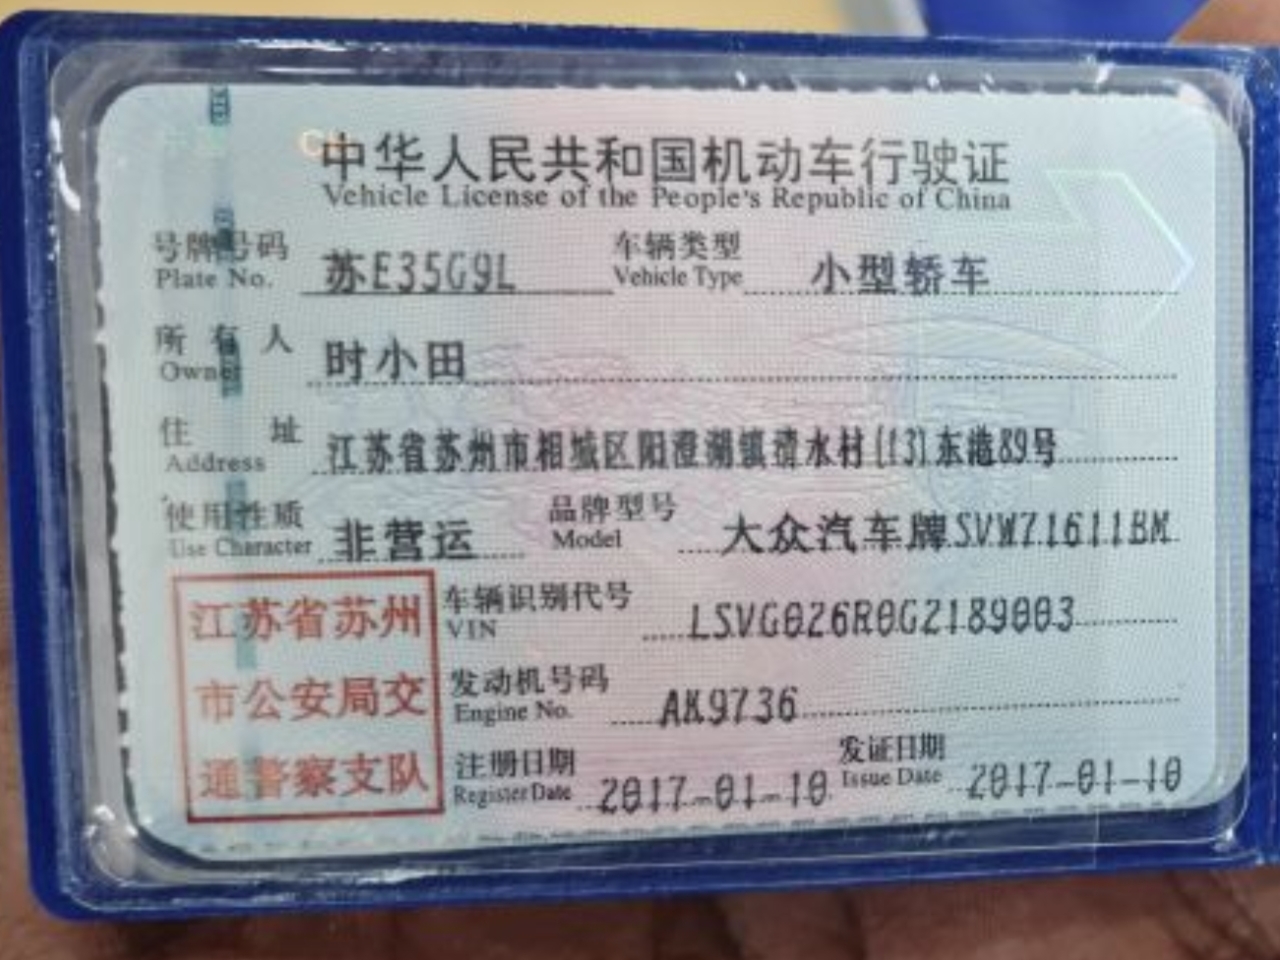 中华人民共和国机动车行驶证
Vehicle License of the People's Republic of China
号牌号码 苏E35G9L 车辆类型 小型轿车
Plate No. Vehicle Type
所有人 时小田
Owner
住址 江苏省苏州市相城区阳澄湖镇清水村(13)东港89号
Address
使用性质 非营运 品牌型号 大众汽车牌SVW71611BM
Use Character Model
江苏省苏州
市公安局交
通警察支队
车辆识别代号 LSVG026R0G2189003
VIN
发动机号码 AK9736
Engine No.
注册日期 2017-01-10 发证日期 2017-01-10
Register Date Issue Date